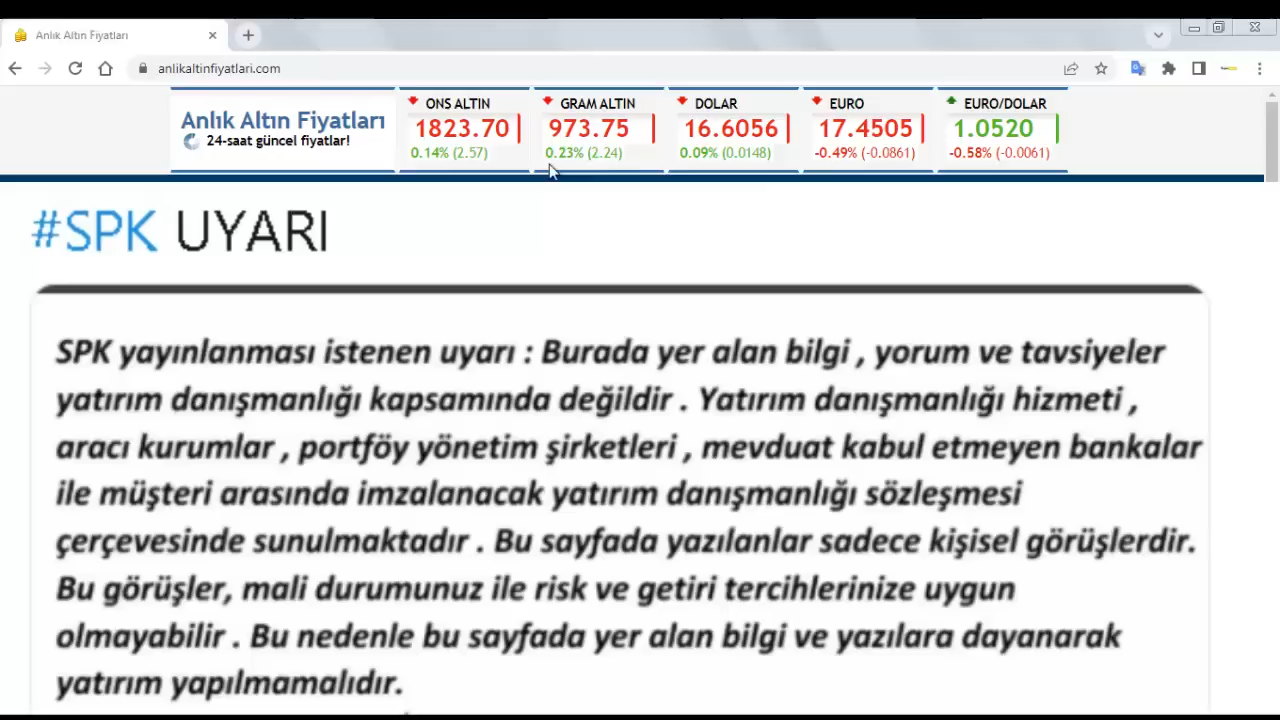 Anlık Altın Fiyatları
anlikaltinfiyatlari.com
Anlık Altın Fiyatları
24-saat güncel fiyatlar!
ONS ALTIN
1823.70
0.14% (2.57)
GRAM ALTIN
973.75
0.23% (2.24)
DOLAR
16.6056
0.09% (0.0148)
EURO
17.4505
-0.49% (-0.0861)
EURO/DOLAR
1.0520
-0.58% (-0.0061)
#SPK UYARI
SPK yayınlanması istenen uyarı : Burada yer alan bilgi , yorum ve tavsiyeler
yatırım danışmanlığı kapsamında değildir . Yatırım danışmanlığı hizmeti ,
aracı kurumlar , portföy yönetim şirketleri , mevduat kabul etmeyen bankalar
ile müşteri arasında imzalanacak yatırım danışmanlığı sözleşmesi
çerçevesinde sunulmaktadır . Bu sayfada yazılanlar sadece kişisel görüşlerdir.
Bu görüşler, mali durumunuz ile risk ve getiri tercihlerinize uygun
olmayabilir . Bu nedenle bu sayfada yer alan bilgi ve yazılara dayanarak
yatırım yapılmamalıdır.